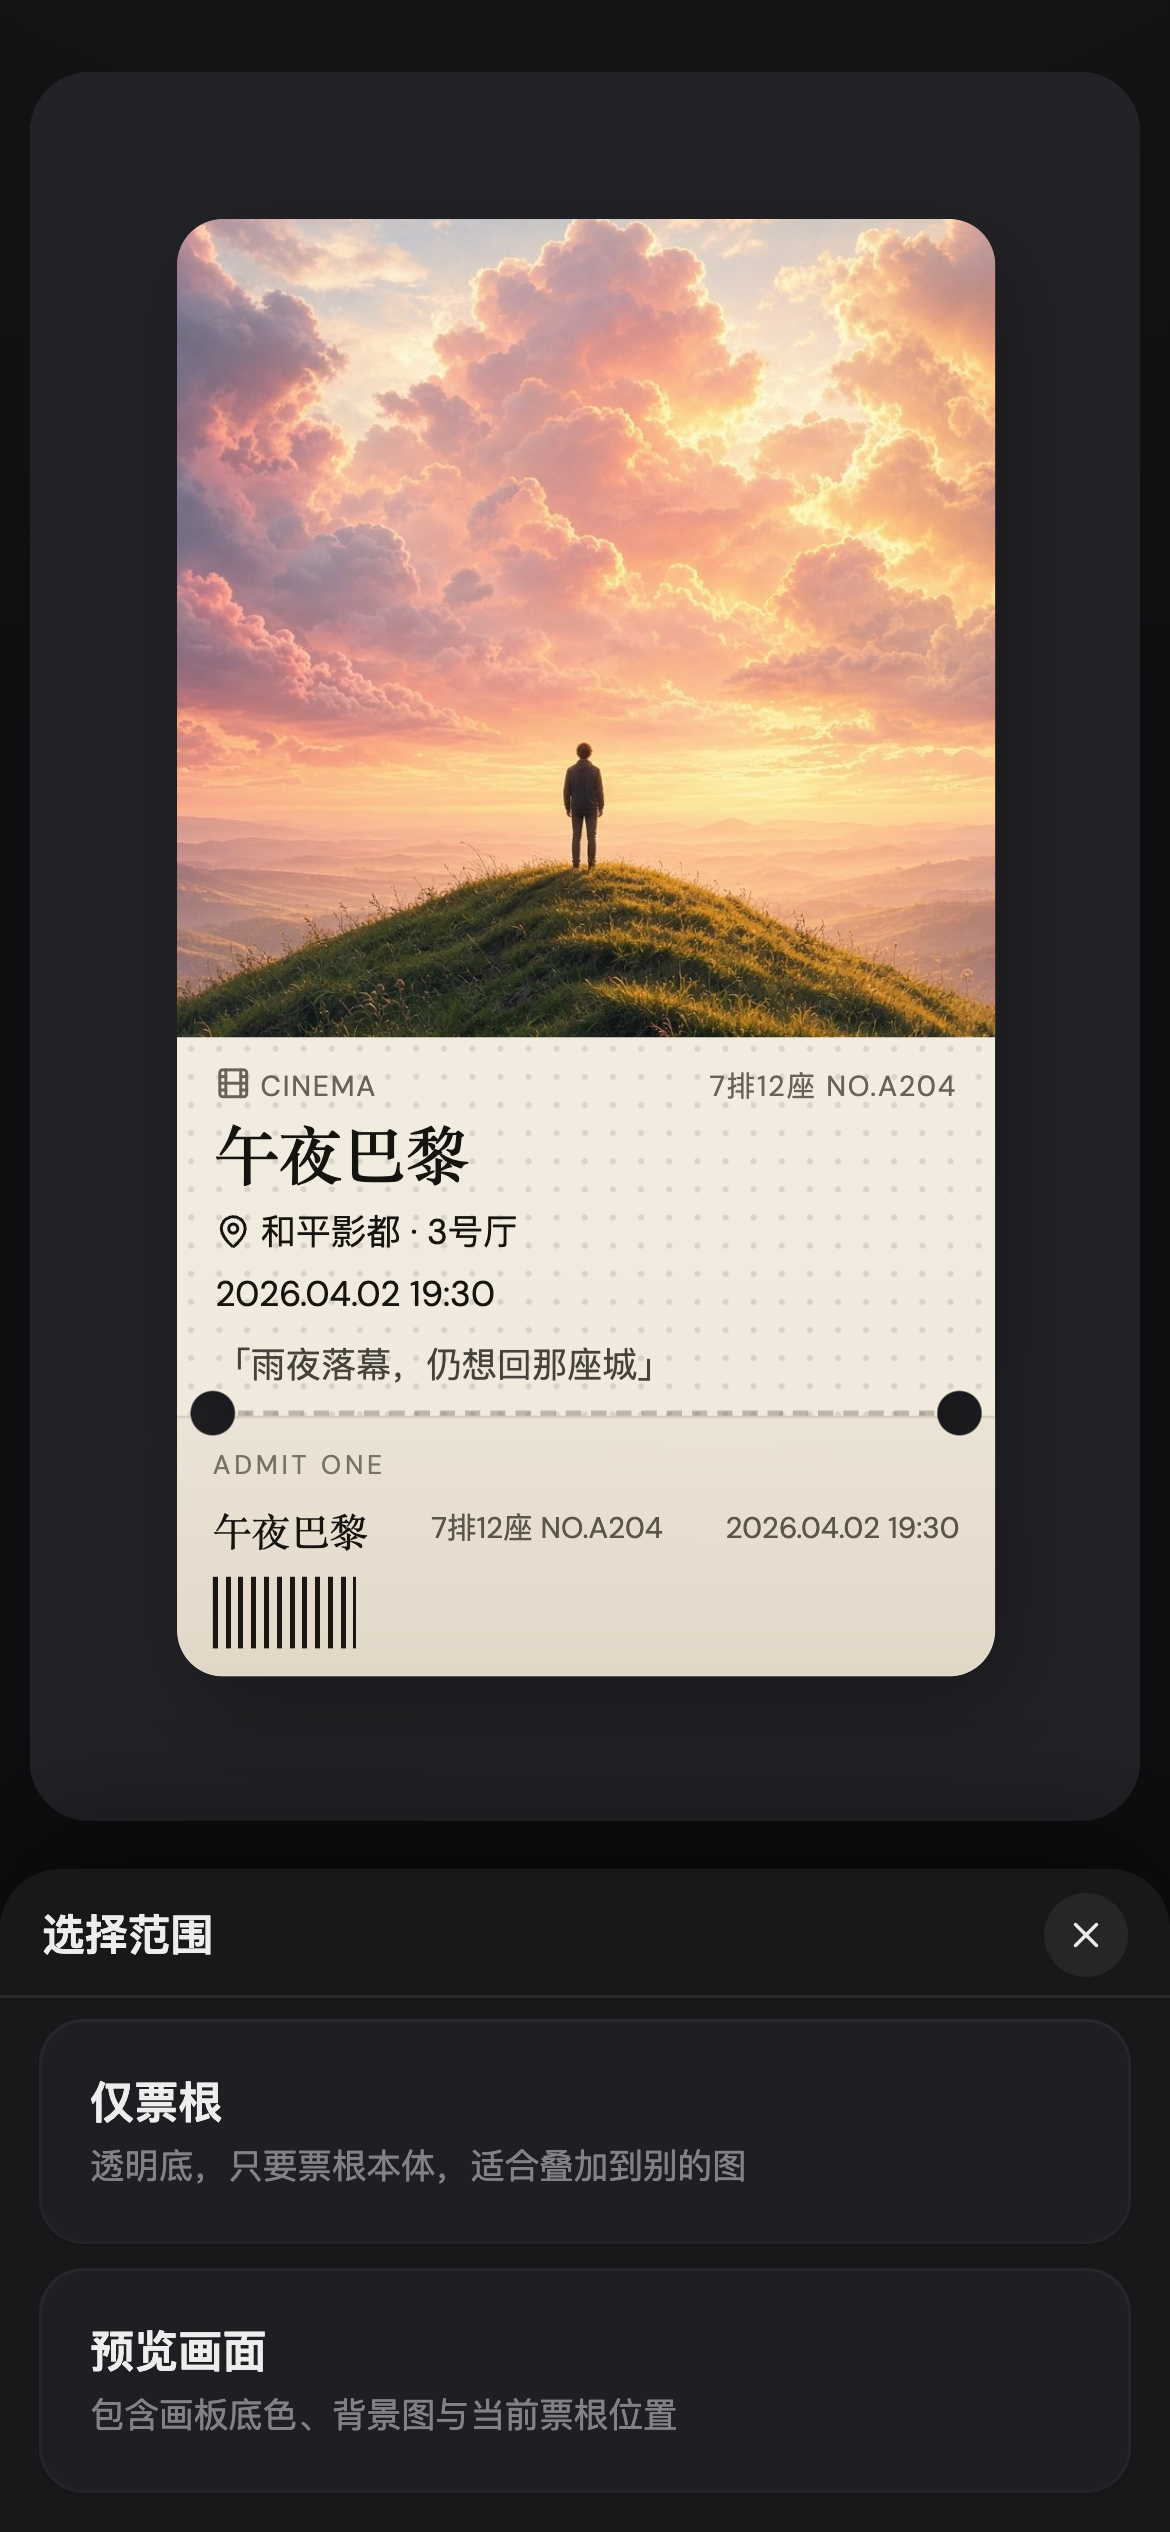 CINEMA 7排12座 NO.A204
午夜巴黎
和平影都 · 3号厅
2026.04.02 19:30
「雨夜落幕，仍想回那座城」
ADMIT ONE
午夜巴黎 7排12座 NO.A204 2026.04.02 19:30
选择范围
仅票根
透明底，只要票根本体，适合叠加到别的图
预览画面
包含画板底色、背景图与当前票根位置